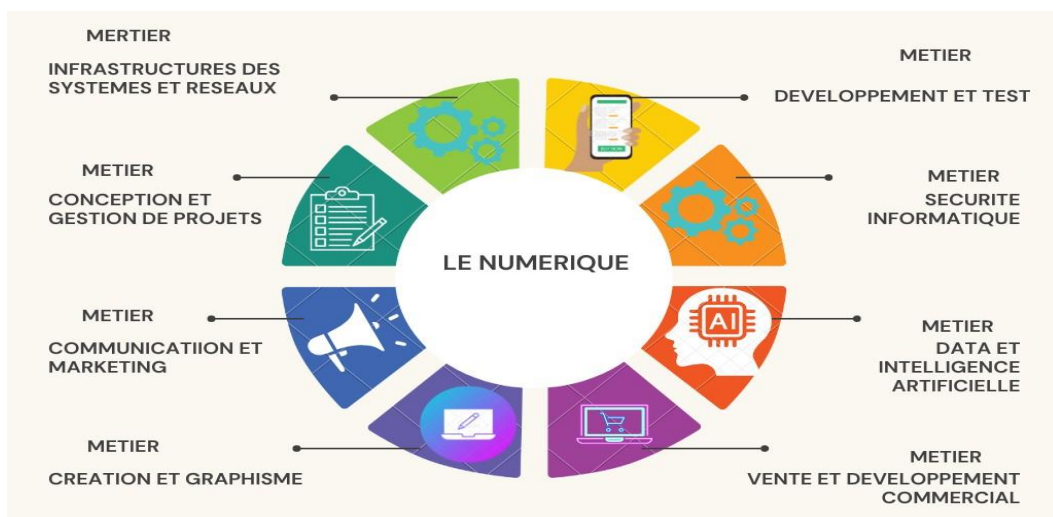 MERTIER
INFRASTRUCTURES DES
SYSTEMES ET RESEAUX
METIER
DEVELOPPEMENT ET TEST
METIER
CONCEPTION ET
GESTION DE PROJETS
METIER
SECURITE
INFORMATIQUE
LE NUMERIQUE
METIER
COMMUNICATIION ET
MARKETING
AI
METIER
DATA ET
INTELLIGENCE
ARTIFICIELLE
METIER
CREATION ET GRAPHISME
METIER
VENTE ET DEVELOPPEMENT
COMMERCIAL